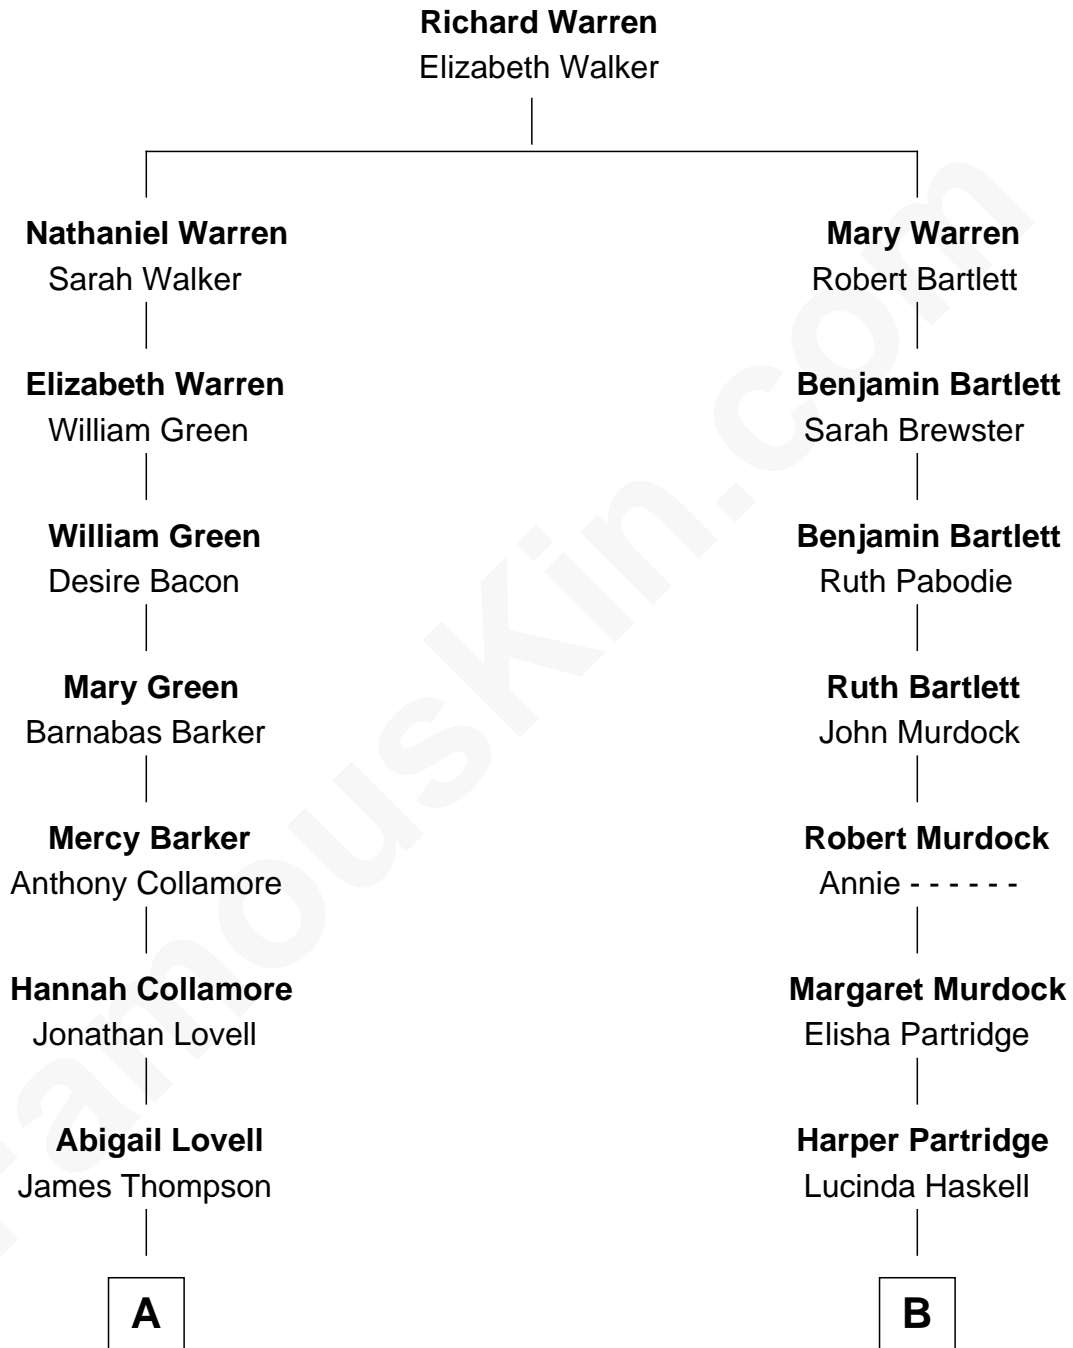 Richard Warren
Elizabeth Walker
Nathaniel Warren
Sarah Walker
Mary Warren
Robert Bartlett
Elizabeth Warren
William Green
Benjamin Bartlett
Sarah Brewster
William Green
Desire Bacon
Benjamin Bartlett
Ruth Pabodie
Mary Green
Barnabas Barker
Ruth Bartlett
John Murdock
Mercy Barker
Anthony Collamore
Robert Murdock
Annie - - - - - -
Hannah Collamore
Jonathan Lovell
Margaret Murdock
Elisha Partridge
Abigail Lovell
James Thompson
Harper Partridge
Lucinda Haskell
A
B
FamousKin.com